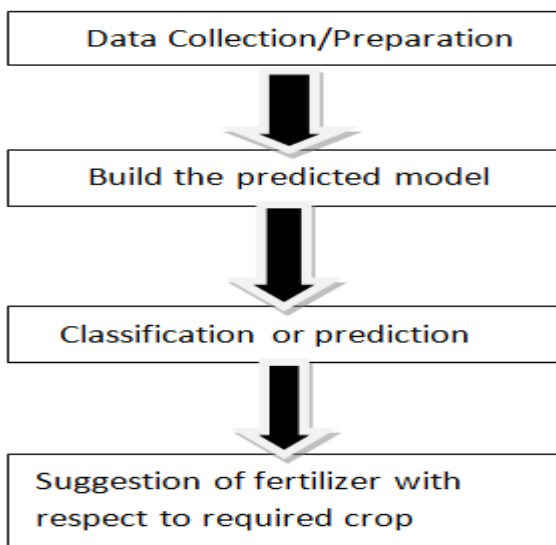 Data Collection/Preparation
Build the predicted model
Classification or prediction
Suggestion of fertilizer with
respect to required crop